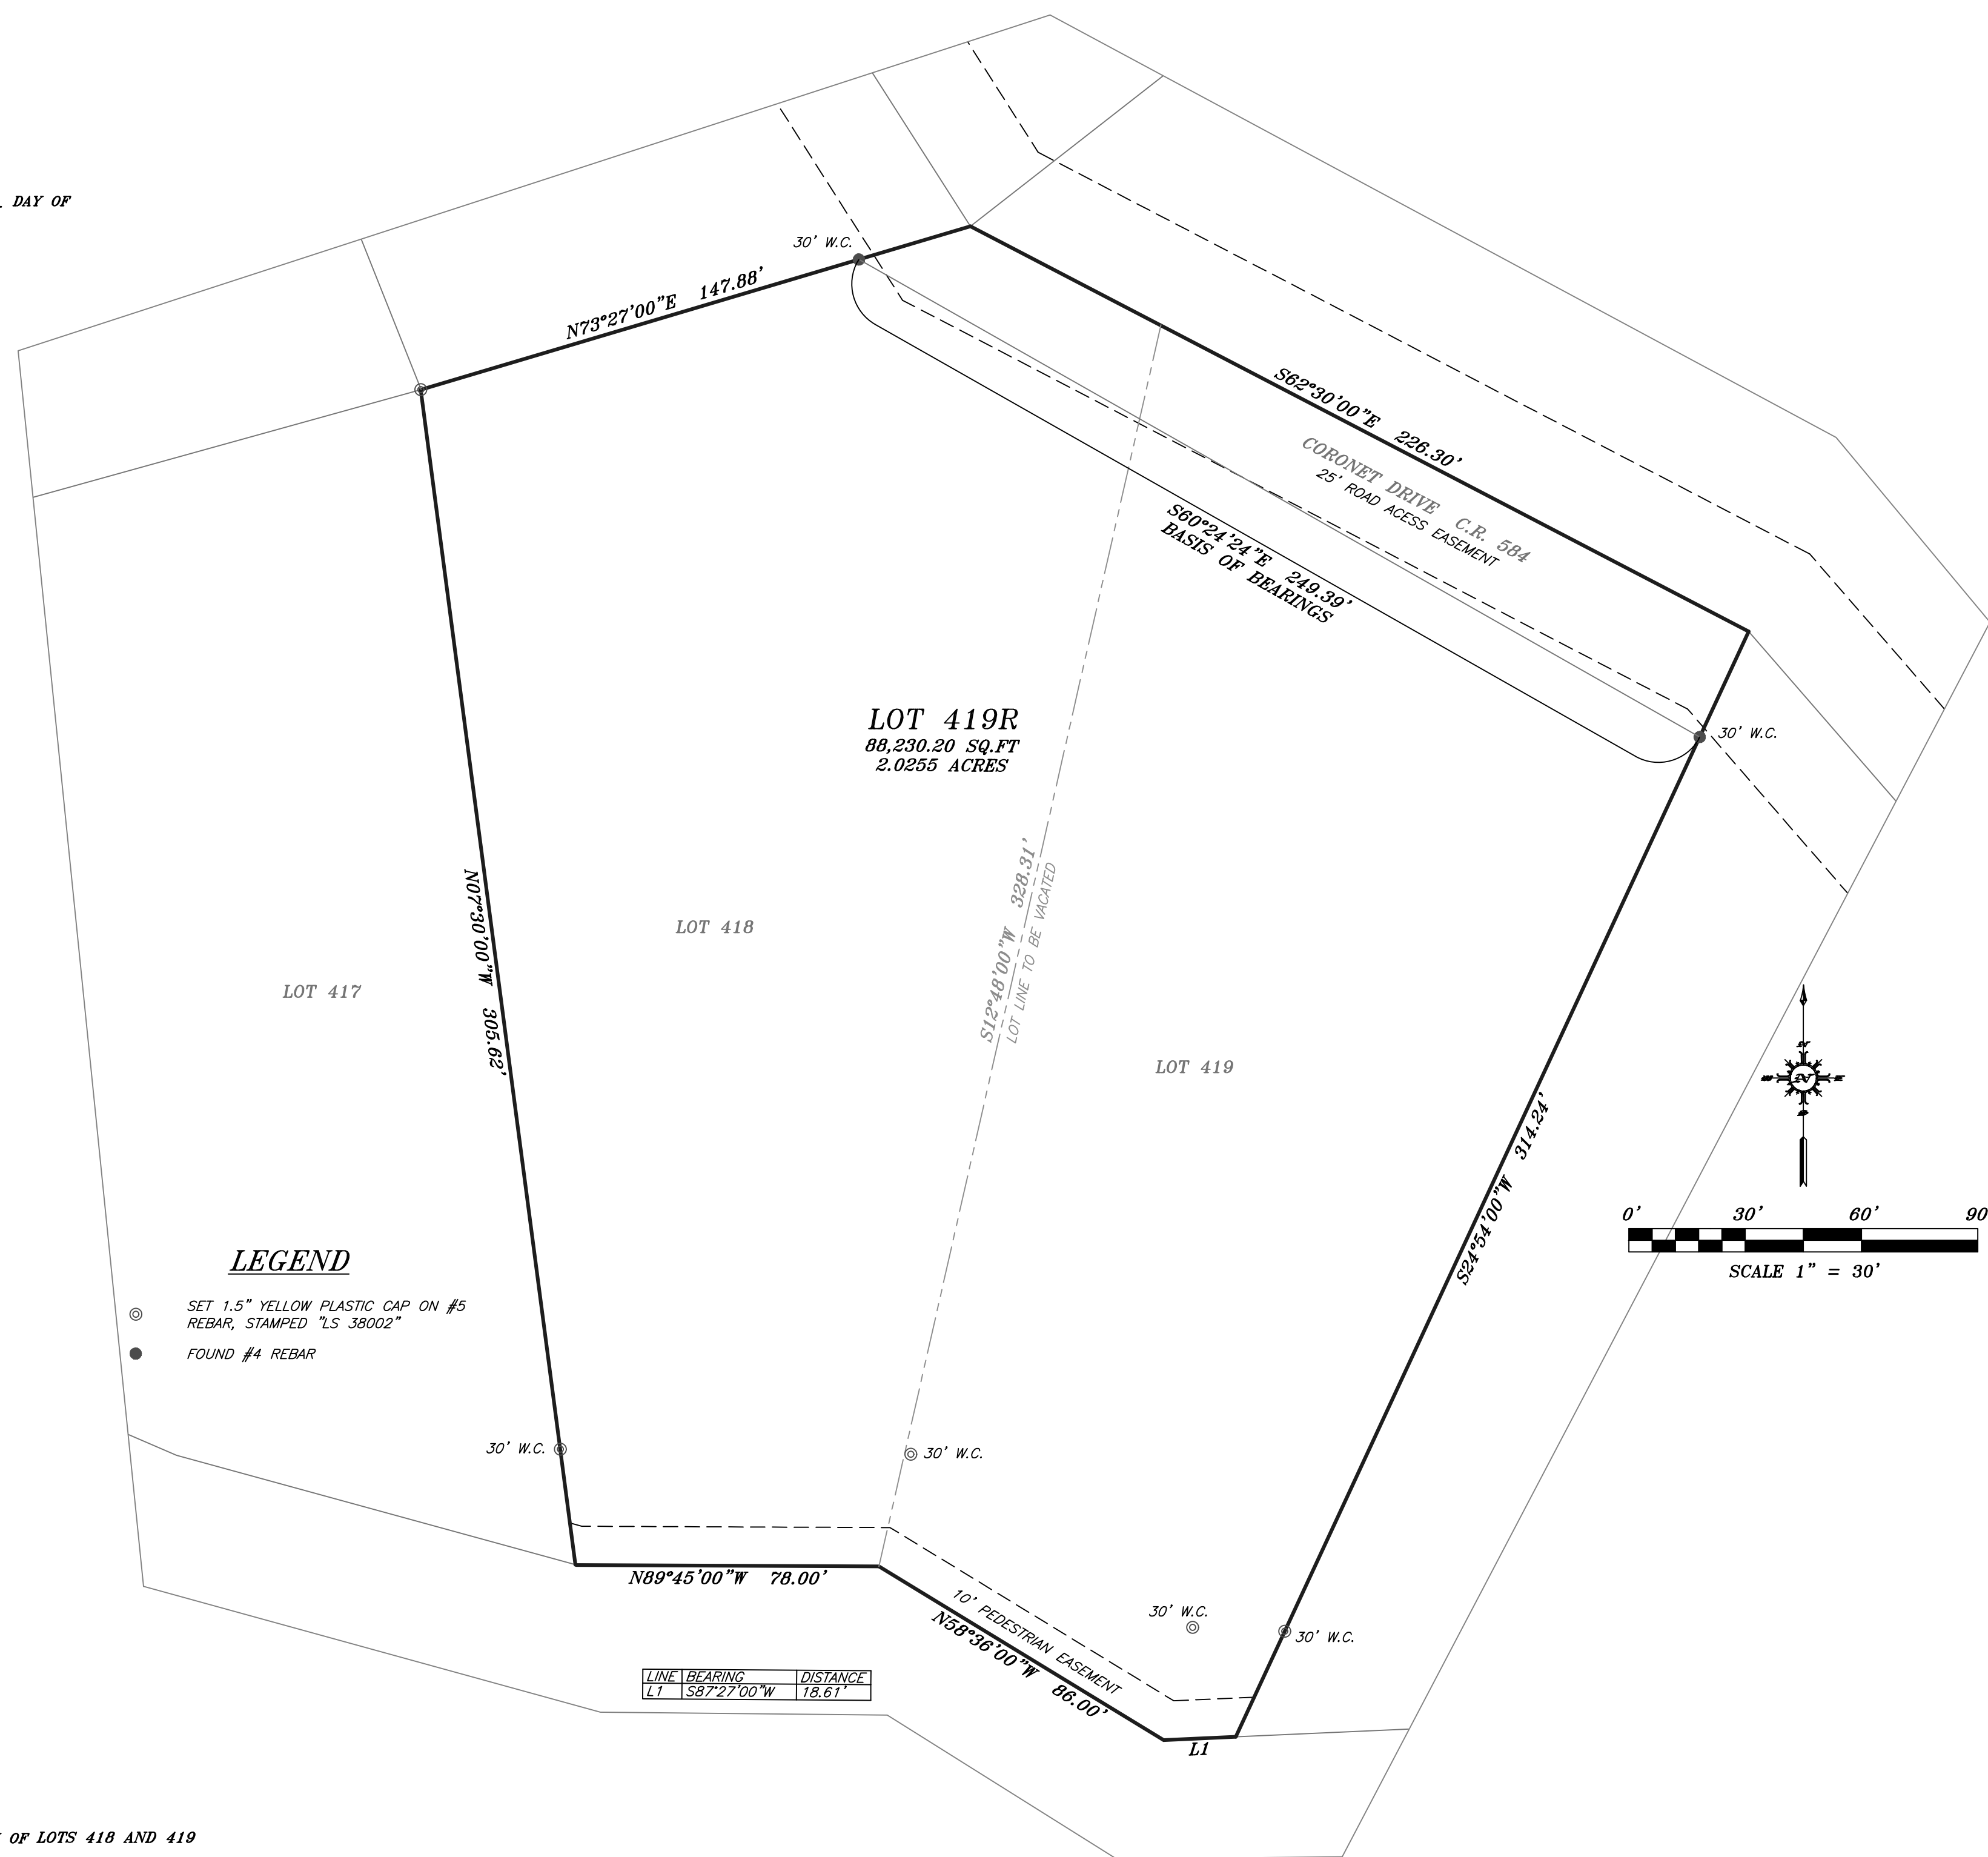 . DAY OF
30' W.C.
N73°27'00"E 147.88'
S62°30'00"E 226.30'
CORONET DRIVE C.R. 584
25' ROAD ACESS EASEMENT
S60°24'24"E 249.39'
BASIS OF BEARINGS
30' W.C.
LOT 419R
88,230.20 SQ.FT
2.0255 ACRES
N07°30'00"W 305.62'
LOT 418
LOT 417
S12°48'00"W 328.31'
LOT LINE TO BE VACATED
LOT 419
S24°54'00"W 314.24'
N
N
W
E
S
0' 30' 60' 90
SCALE 1" = 30'
LEGEND
SET 1.5" YELLOW PLASTIC CAP ON #5
REBAR, STAMPED "LS 38002"
FOUND #4 REBAR
30' W.C.
30' W.C.
30' W.C.
30' W.C.
N89°45'00"W 78.00'
10' PEDESTRIAN EASEMENT
N58°36'00"W 86.00'
LINE BEARING DISTANCE
L1 S87°27'00"W 18.61'
L1
OF LOTS 418 AND 419